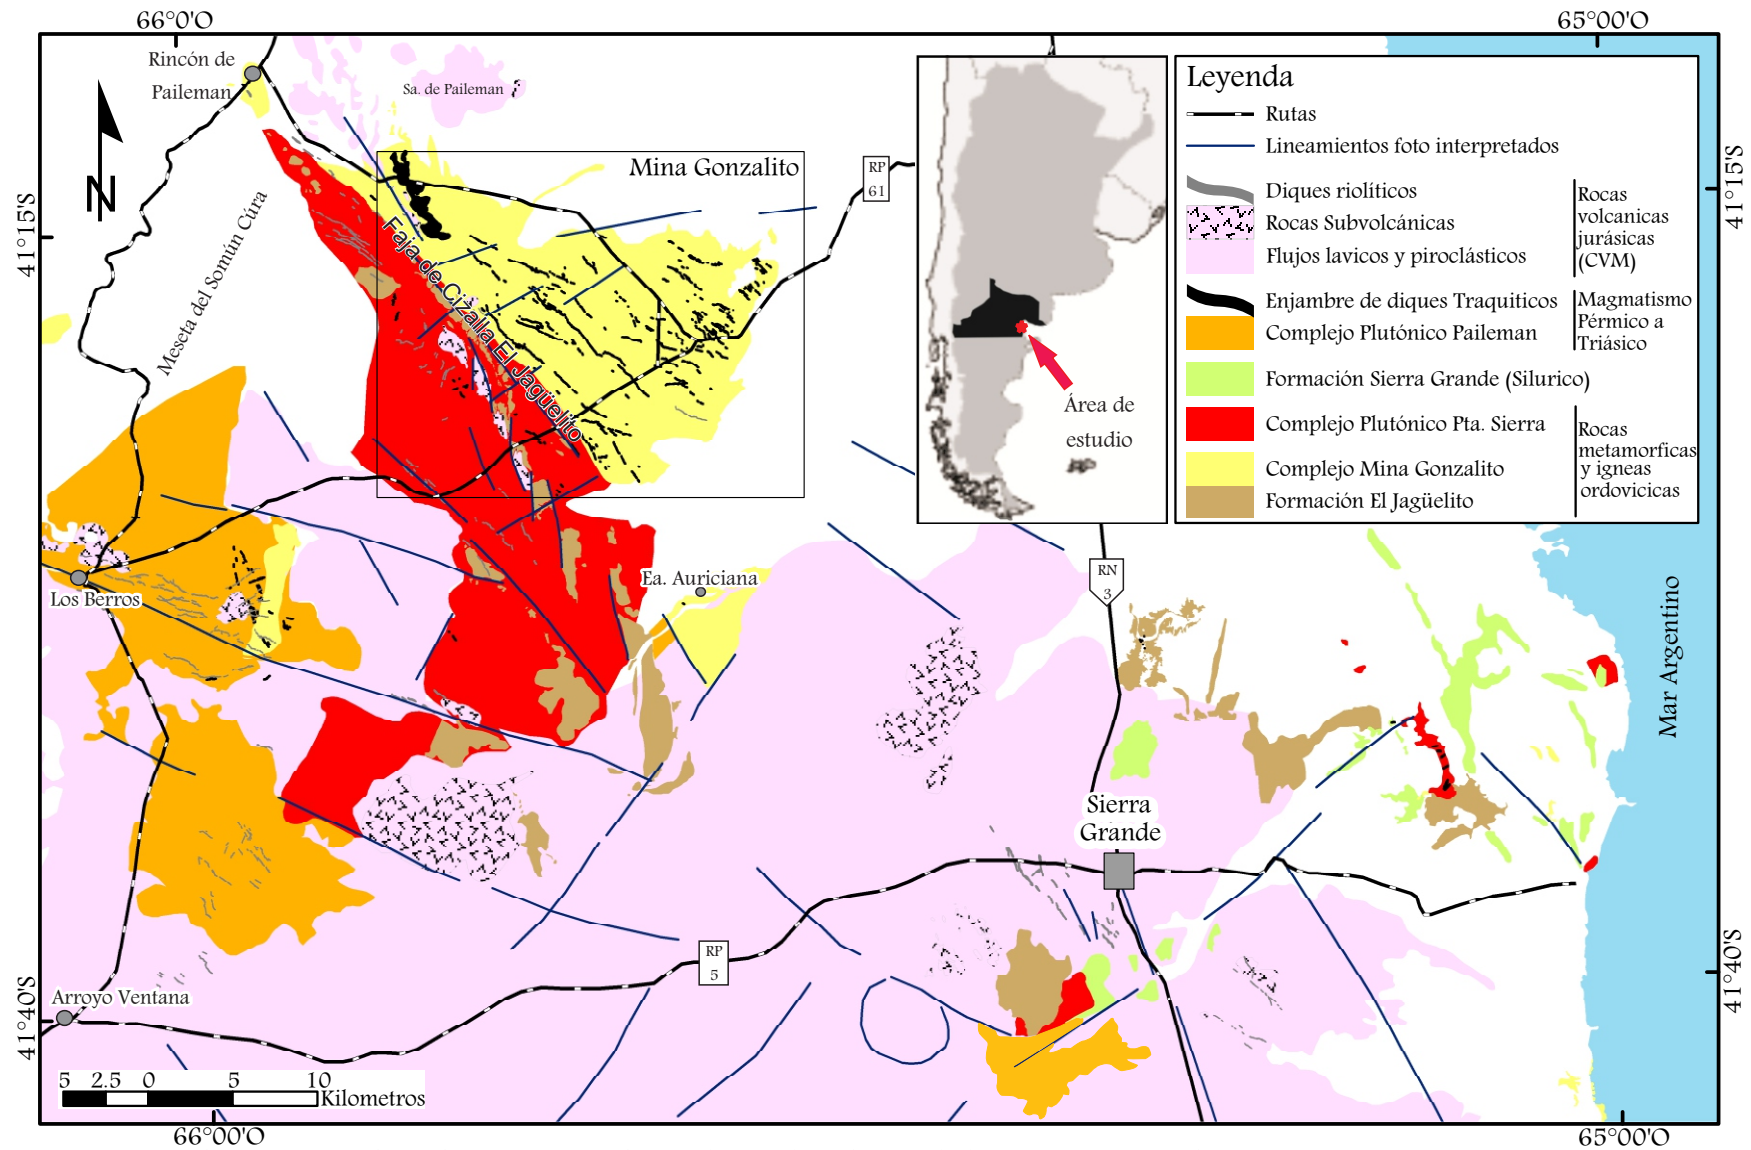 66°0'0'O
65°00'O
Rincón de
Paileman
Sa. de Paileman
Mina Gonzalito
RP
61
41°15'S
41°15'S
Meseta del Somún Cúra
Faja de Cizalla El Jagüelito
Área de
estudio
Leyenda
Rutas
Lineamientos foto interpretados
Diques riolíticos
Rocas Subvolcánicas
Flujos lavicos y piroclásticos
Rocas
volcanicas
jurásicas
(CVM)
Enjambre de diques Traquiticos
Complejo Plutónico Paileman
Magmatismo
Pérmico a
Triásico
Formación Sierra Grande (Silurico)
Complejo Plutónico Pta. Sierra
Complejo Mina Gonzalito
Formación El Jagüelito
Rocas
metamorficas
y igneas
ordovicicas
Los Berros
Ea. Auriciana
RN
3
Mar Argentino
Sierra
Grande
RP
5
Arroyo Ventana
41°40'S
41°40'S
5 2.5 0 5 10
Kilometros
N
66°00'O
65°00'O